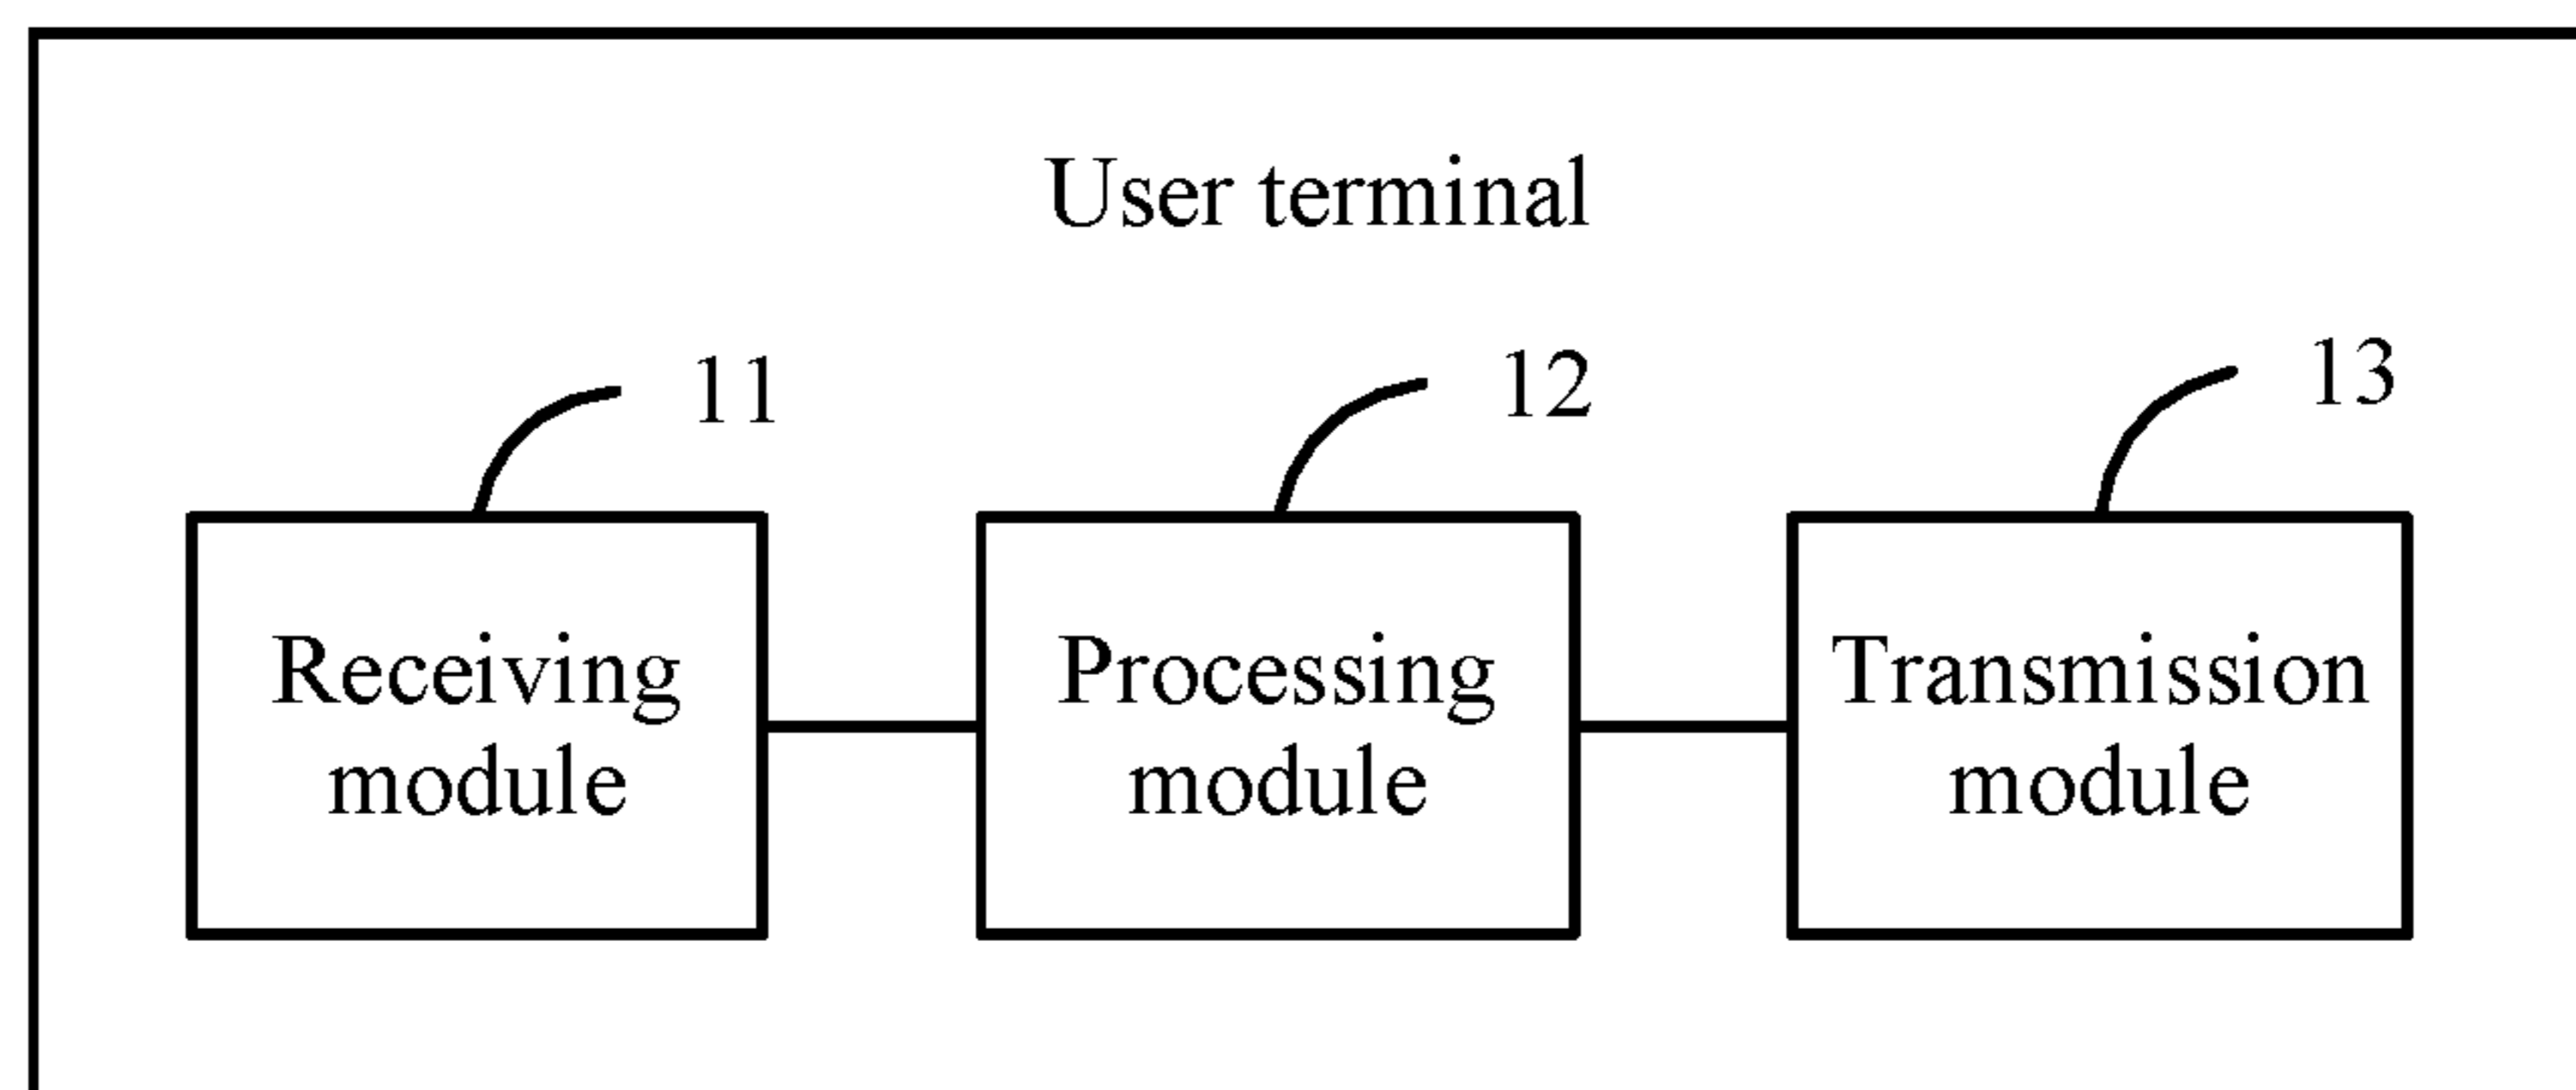 User terminal
11
12
13
Receiving
module
Processing
module
Transmission
module